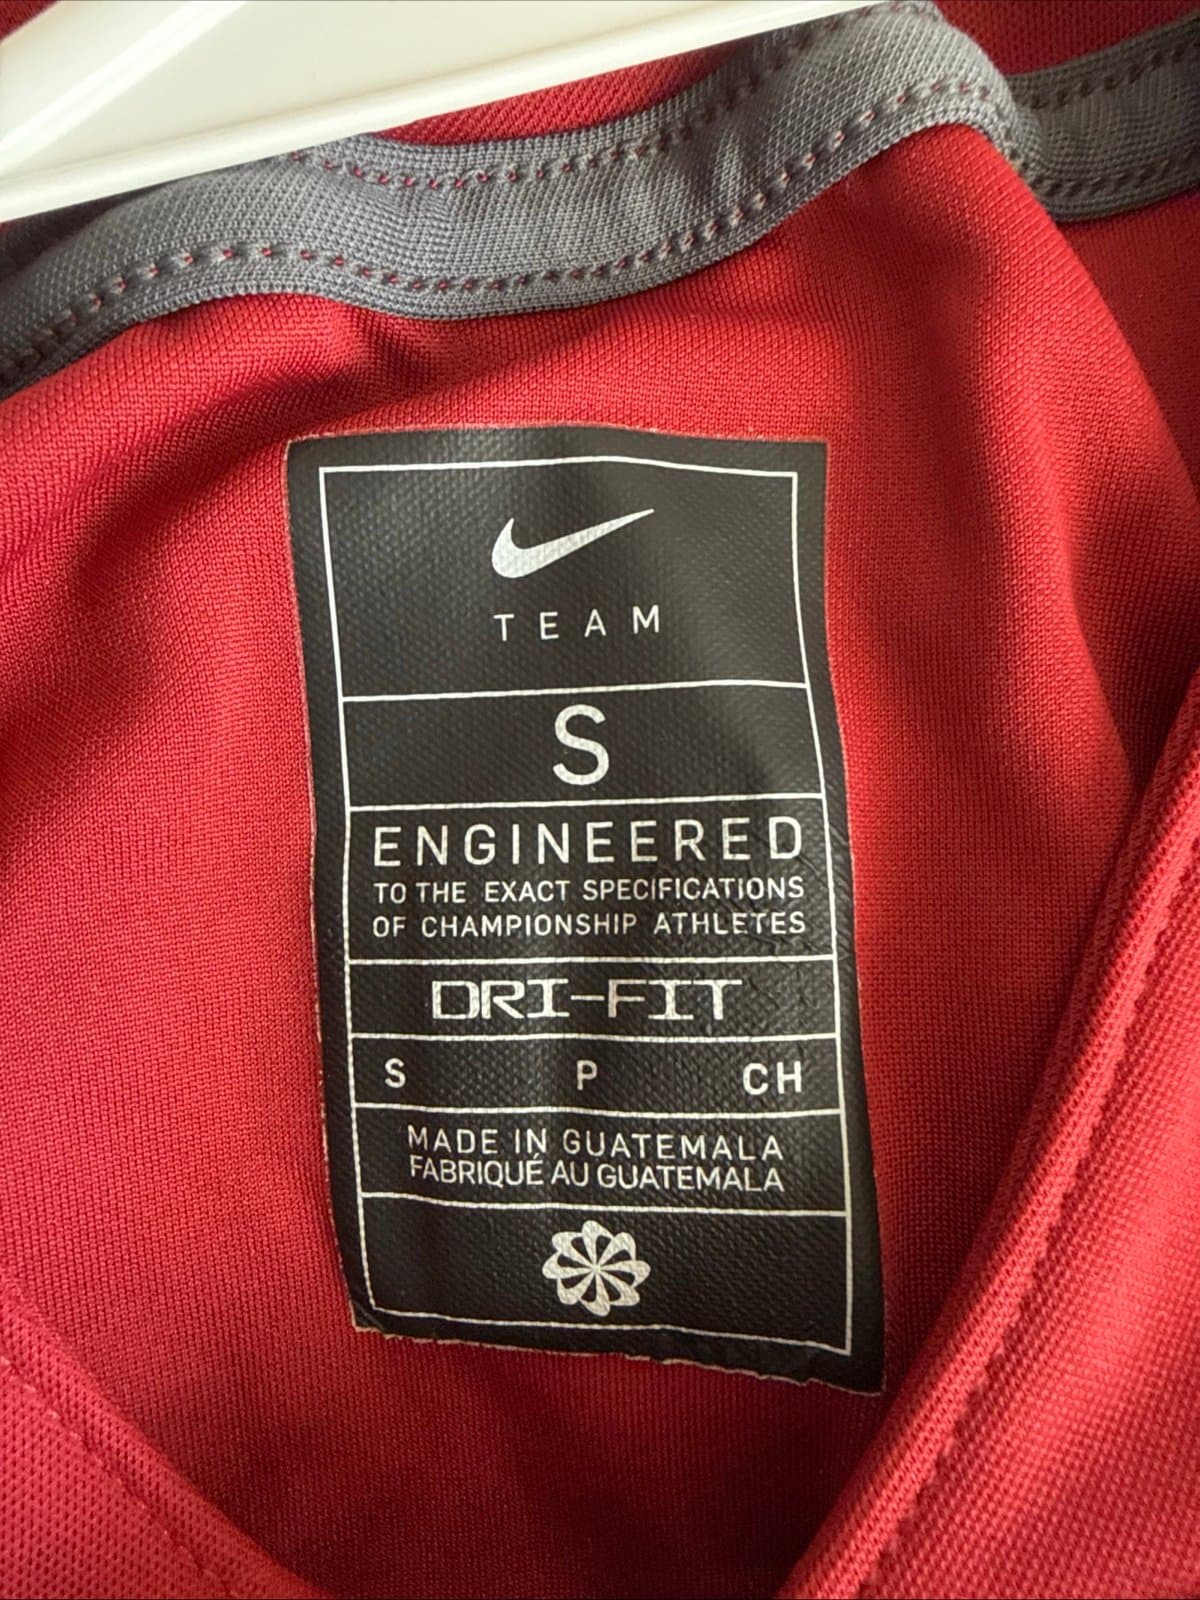 TEAM
S
ENGINEERED
TO THE EXACT SPECIFICATIONS
OF CHAMPIONSHIP ATHLETES
DRI-FIT
S P CH
MADE IN GUATEMALA
FABRIQUÉ AU GUATEMALA